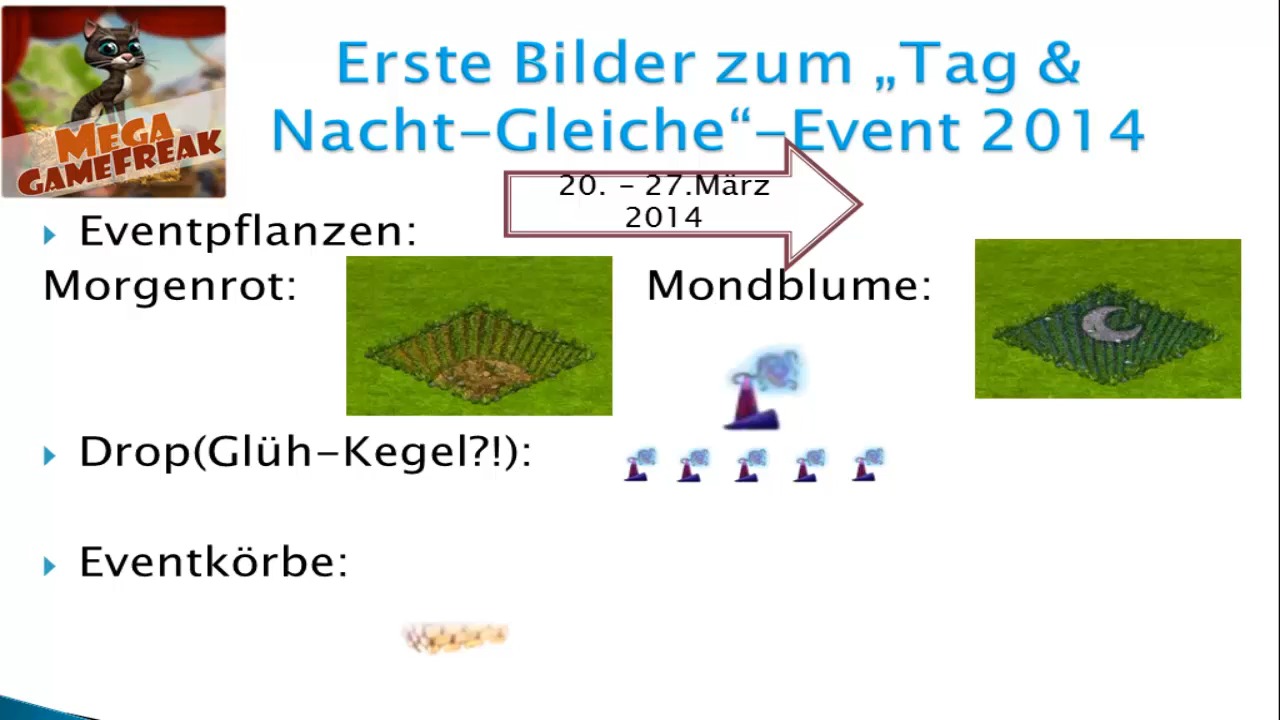 Erste Bilder zum „Tag &
Nacht-Gleiche“-Event 2014
MEGA
GAMEFREAK
20. - 27.März
2014
Eventpflanzen:
Morgenrot:
Mondblume:
Drop(Glüh-Kegel?!):
Eventkörbe: